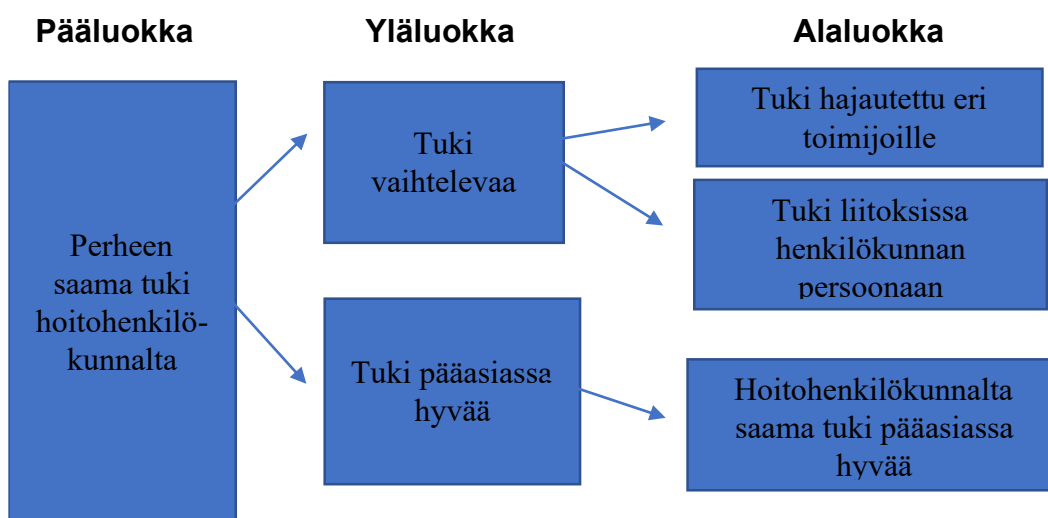 Pääluokka
Yläluokka
Alaluokka
Perheen
saama tuki
hoitohenkilö-
kunnalta
Tuki
vaihtelevaa
Tuki pääasiassa
hyvää
Tuki hajautettu eri
toimijoille
Tuki liitoksissa
henkilökunnan
persoonaan
Hoitohenkilökunnalta
saama tuki pääasiassa
hyvää